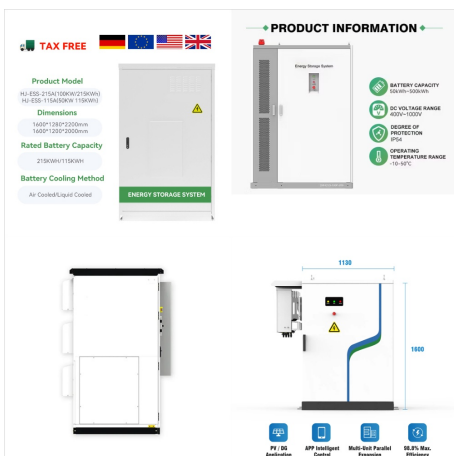 TAX FREE
Product Model
HJ-ESS-215A(100KW/215KWh)
HJ-ESS-115A(50KW 115KWh)
Dimensions
1600*1280*2200mm
1600*1200*2000mm
Rated Battery Capacity
215KWH/115KWH
Battery Cooling Method
Air Cooled/Liquid Cooled
ENERGY STORAGE SYSTEM
PRODUCT INFORMATION
Energy Storage System
BATTERY CAPACITY
50kWh~500kWh
DC VOLTAGE RANGE
400V~1000V
DEGREE OF
PROTECTION
IP54
OPERATING
TEMPERATURE RANGE
-10-50°C
1130
1600
PV / DG
Application
APP Intelligent
Control
Multi-Unit Parallel
Expansion
98.8% Max.
Efficiency